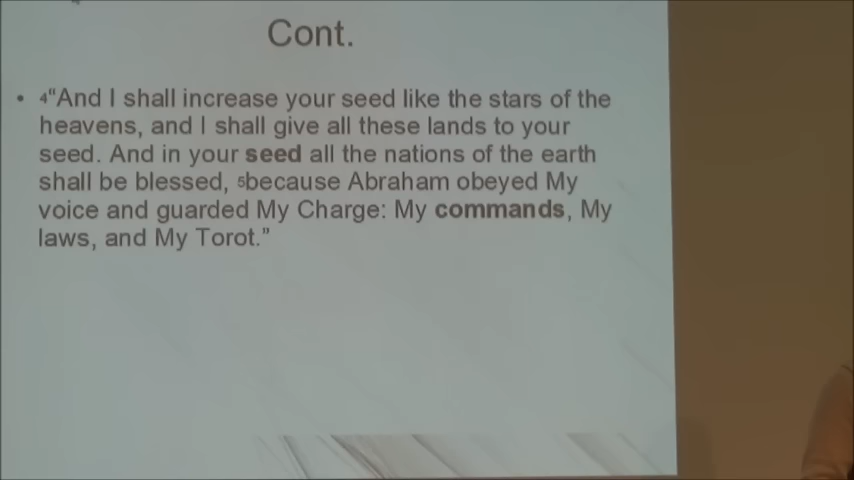 Cont.
• 4"And I shall increase your seed like the stars of the
heavens, and I shall give all these lands to your
seed. And in your seed all the nations of the earth
shall be blessed, 5because Abraham obeyed My
voice and guarded My Charge: My commands, My
laws, and My Torot.”